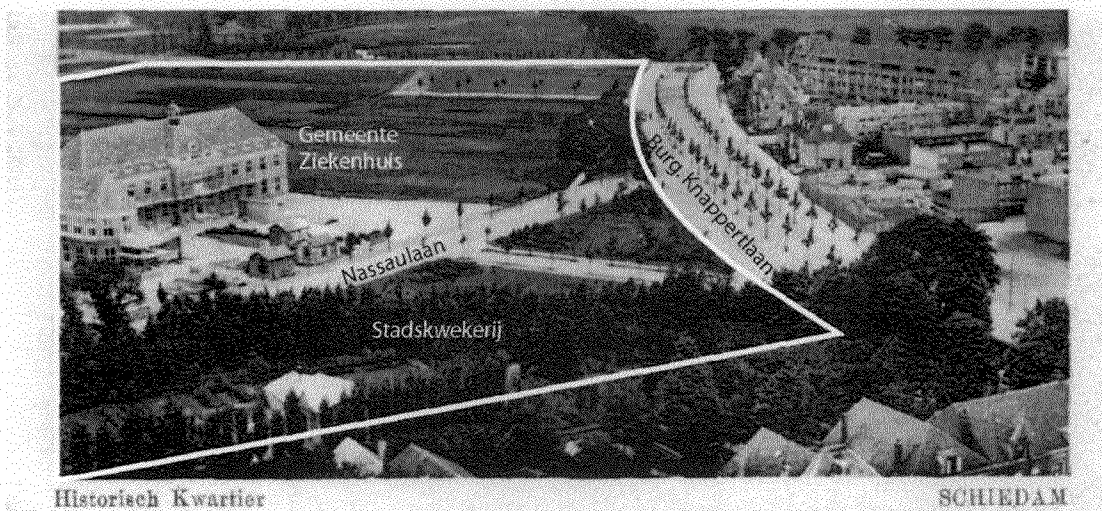 Gemeente
Ziekenhuis
Burg. Knappertlaan
Nassaulaan
Stadskwekerij
Historisch Kwartier
SCHIEDAM